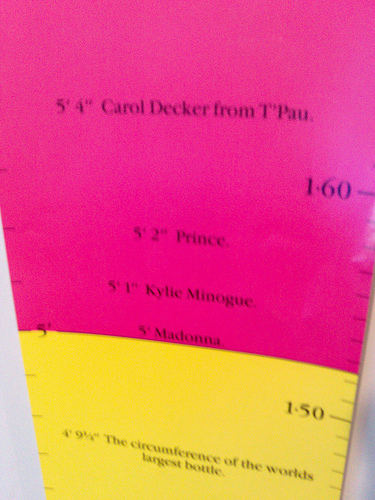 5' 4" Carol Decker from T'Pau.
1·60
5' 2" Prince.
5' 1" Kylie Minogue.
5'
5' Madonna
1·50
4' 9¼" The circumference of the worlds
largest bottle.